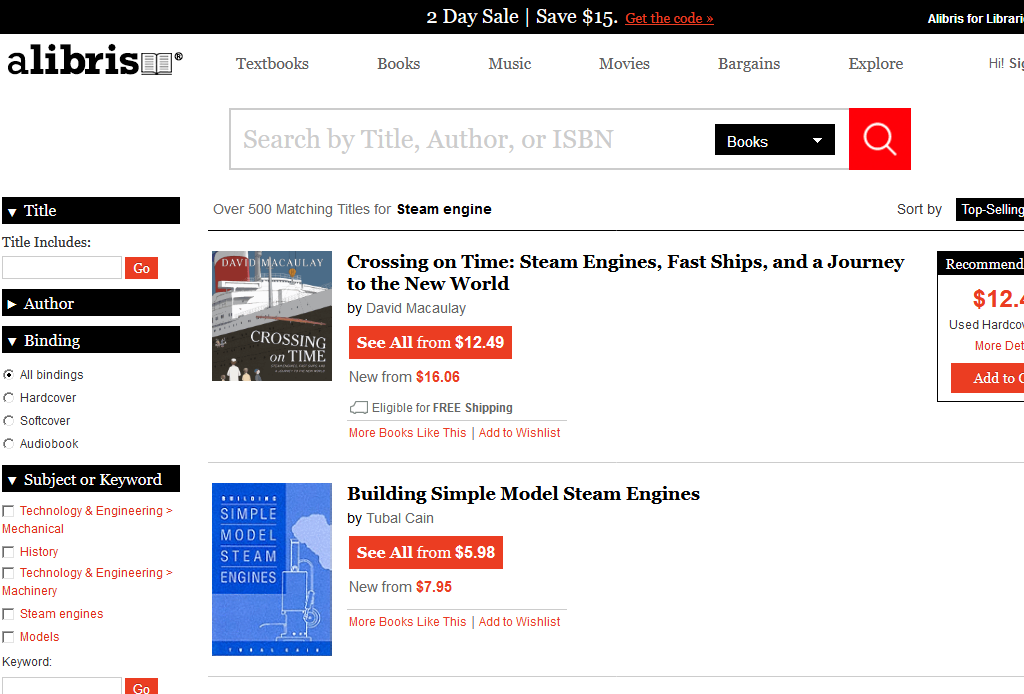 2 Day Sale | Save $15. Get the code »
Alibris for
alibris®
Textbooks Books Music Movies Bargains Explore Hi!
Search by Title, Author, or ISBN Books
▼ Title
Title Includes:
Go
▶ Author
▼ Binding
All bindings
Hardcover
Softcover
Audiobook
▼ Subject or Keyword
Technology & Engineering >
Mechanical
History
Technology & Engineering >
Machinery
Steam engines
Models
Keyword:
Go
Over 500 Matching Titles for Steam engine
Sort by Top-Selling
DAVID MACAULAY
CROSSING
on TIME
Crossing on Time: Steam Engines, Fast Ships, and a Journey
to the New World
by David Macaulay
See All from $12.49
New from $16.06
Eligible for FREE Shipping
More Books Like This | Add to Wishlist
Recommend
$12.4
Used Hardco
More Det
Add to C
BUILDING
SIMPLE
MODEL
STEAM
ENGINES
TUBAL CAIN
Building Simple Model Steam Engines
by Tubal Cain
See All from $5.98
New from $7.95
More Books Like This | Add to Wishlist